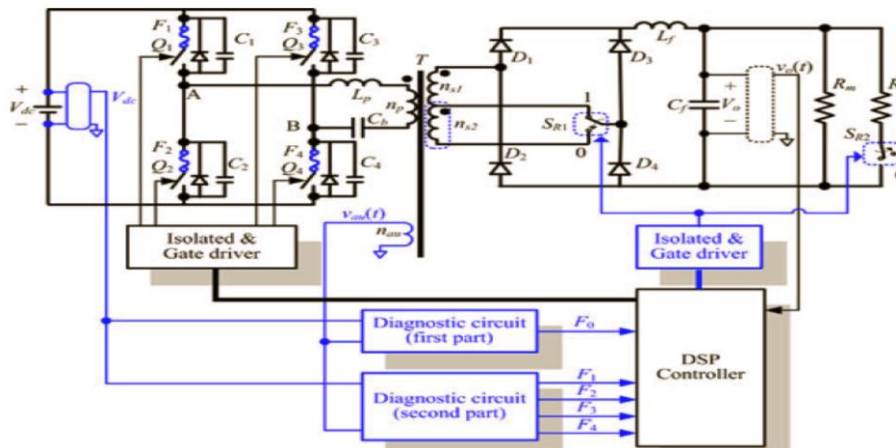 F1
Q1
C1
F3
Q3
C3
T
D1
D3
Lf
vo(t)
+
Vdc
−
Vdc
A
Lp
np
ns1
ns2
1
SR1
0
Cf
+
Vo
−
Rm
R
B
Cb
F2
Q2
C2
F4
Q4
C4
D2
D4
SR2
vau(t)
nau
Isolated &
Gate driver
Isolated &
Gate driver
Diagnostic circuit
(first part)
F0
DSP
Controller
Diagnostic circuit
(second part)
F1
F2
F3
F4